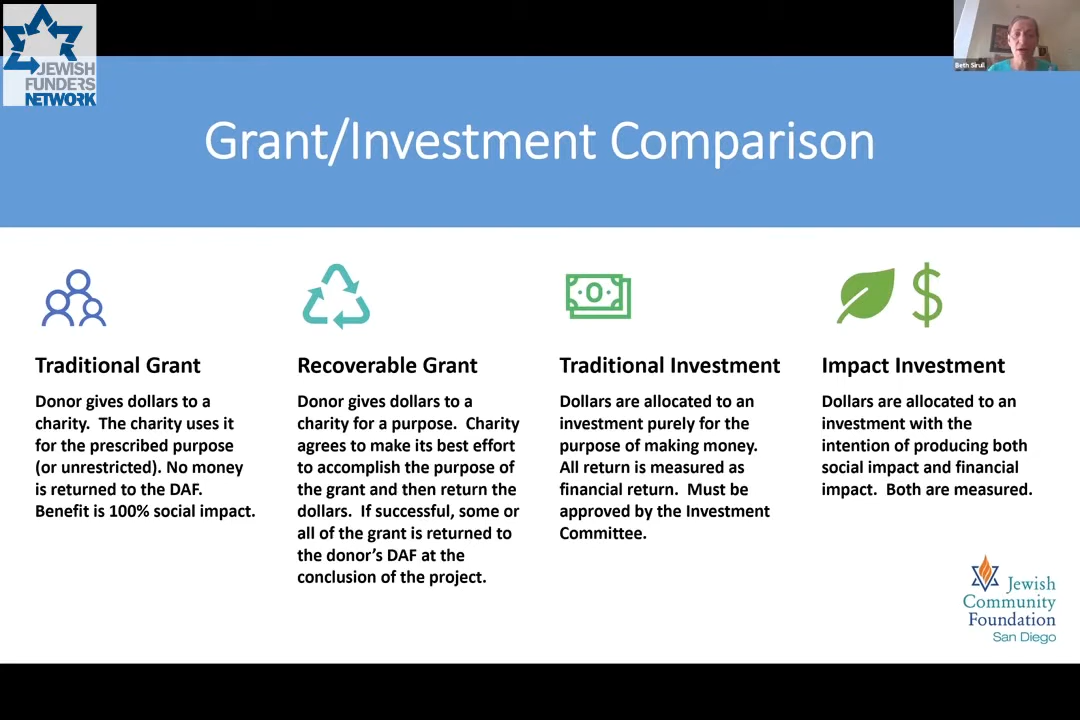 JEWISH
FUNDERS
NETWORK
Beth Sirull
Grant/Investment Comparison
Traditional Grant
Donor gives dollars to a
charity.  The charity uses it
for the prescribed purpose
(or unrestricted). No money
is returned to the DAF.
Benefit is 100% social impact.
Recoverable Grant
Donor gives dollars to a
charity for a purpose.  Charity
agrees to make its best effort
to accomplish the purpose of
the grant and then return the
dollars.  If successful, some or
all of the grant is returned to
the donor’s DAF at the
conclusion of the project.
Traditional Investment
Dollars are allocated to an
investment purely for the
purpose of making money.
All return is measured as
financial return.  Must be
approved by the Investment
Committee.
Impact Investment
Dollars are allocated to an
investment with the
intention of producing both
social impact and financial
impact.  Both are measured.
Jewish
Community
Foundation
San Diego